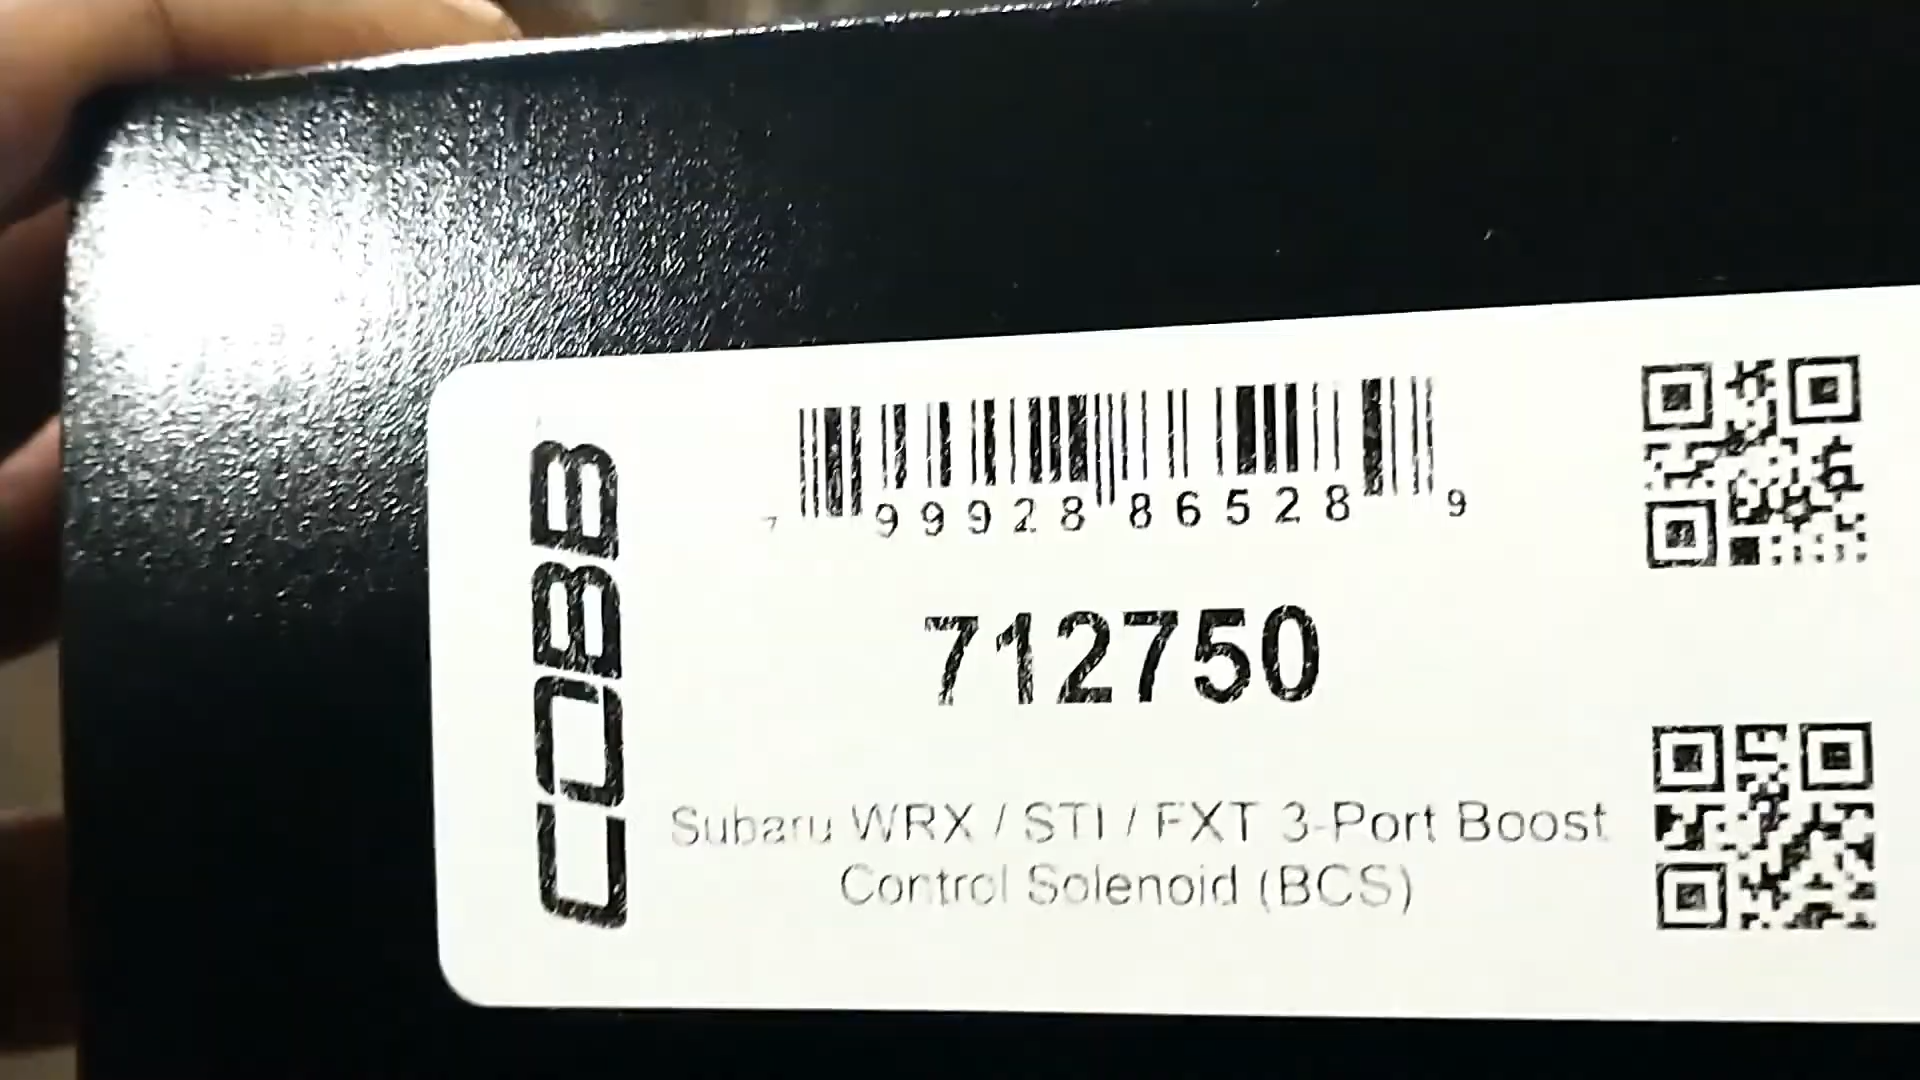 COBB
7 99928 86528 9
712750
Subaru WRX / STI / FXT 3-Port Boost
Control Solenoid (BCS)